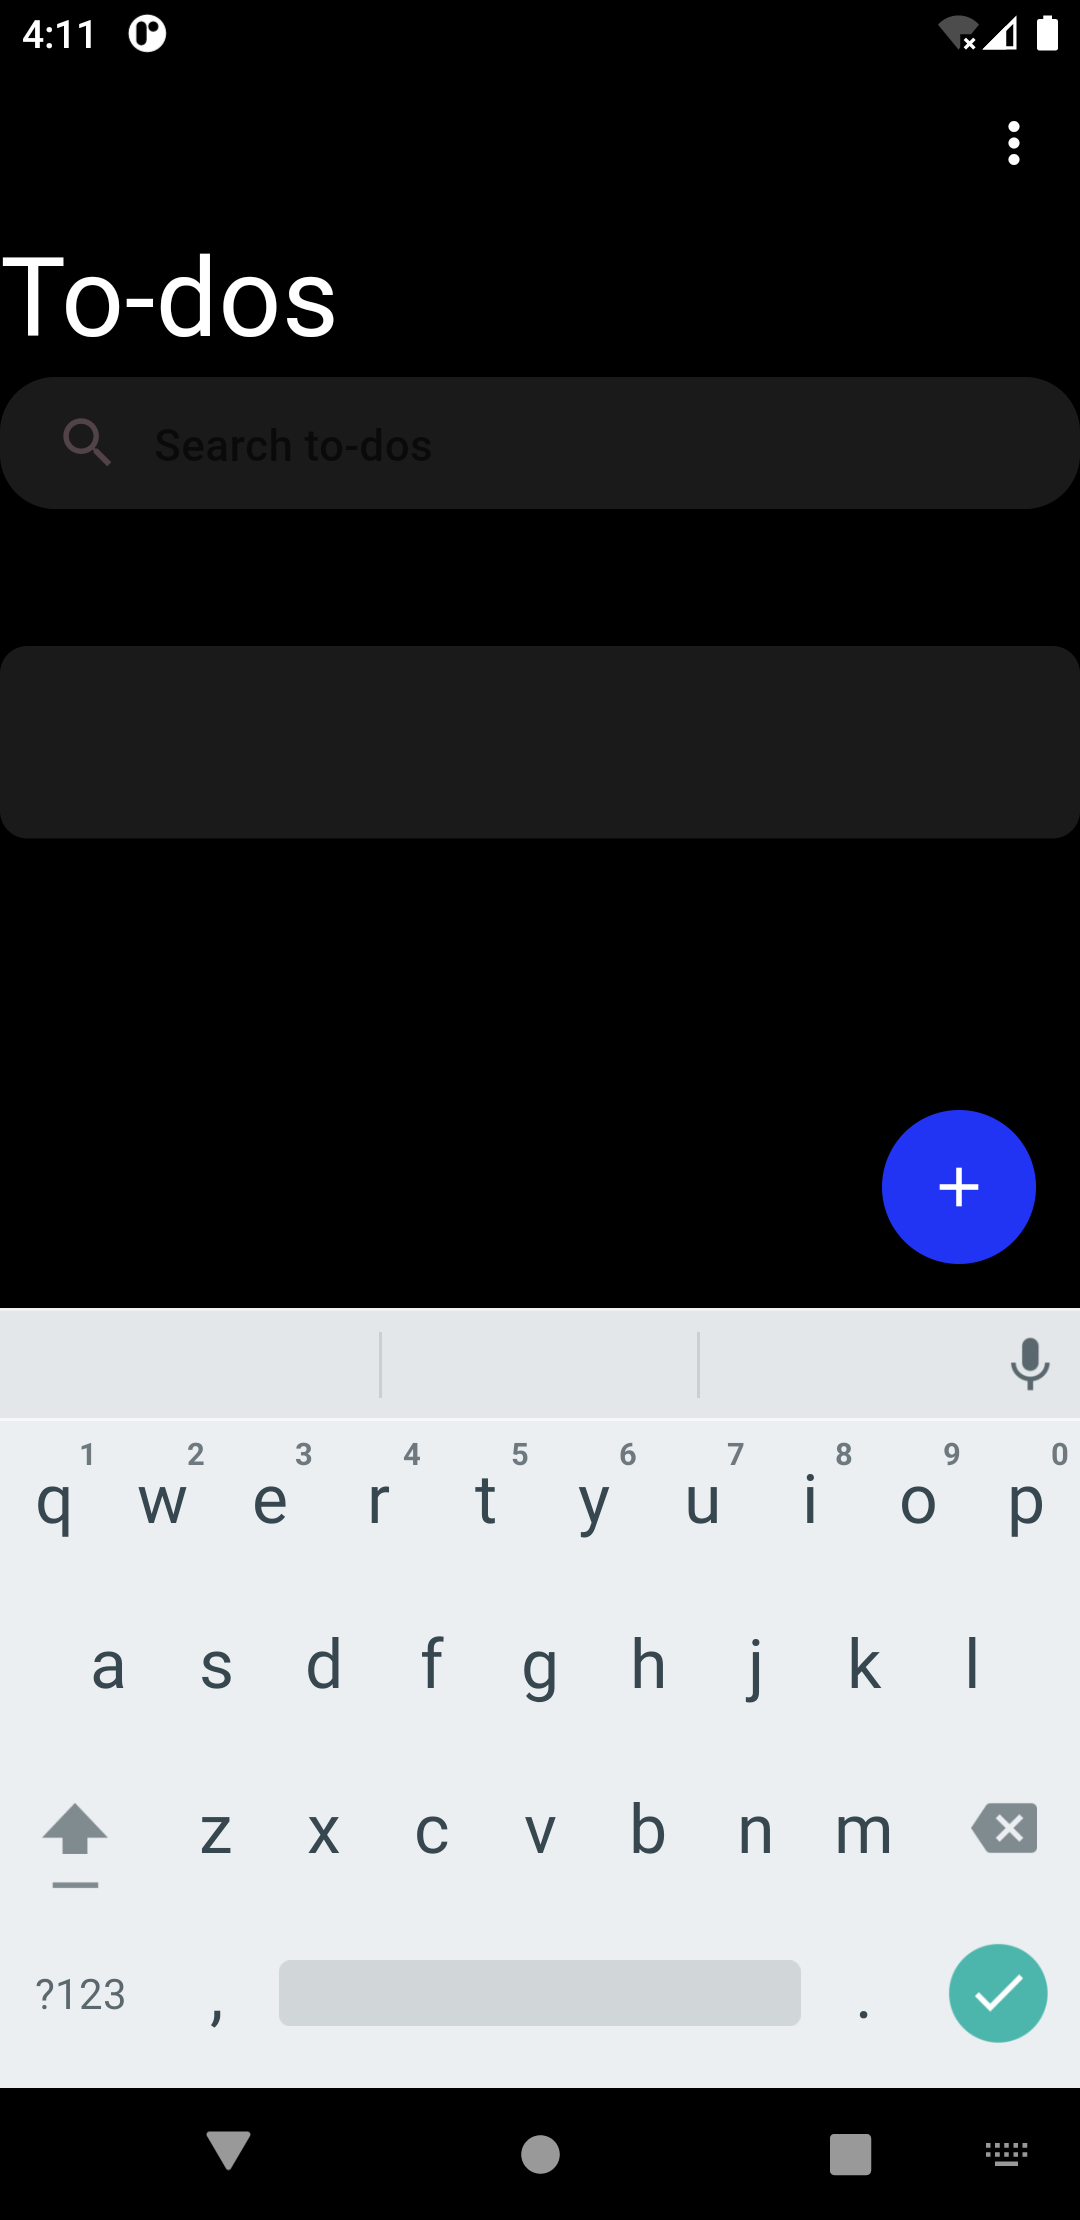 4:11
To-dos
Search to-dos
1 2 3 4 5 6 7 8 9 0
q w e r t y u i o p
a s d f g h j k l
z x c v b n m
?123 , .